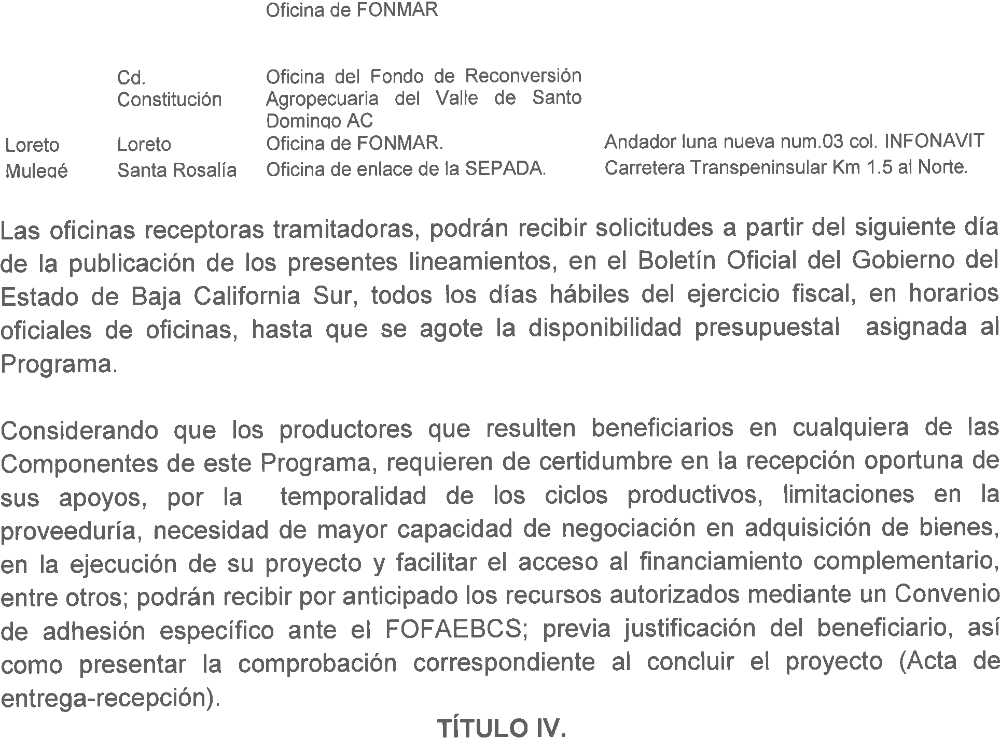 Oficina de FONMAR
Cd. Oficina del Fondo de Reconversión
Constitución Agropecuaria del Valle de Santo
Domingo AC
Loreto Loreto Oficina de FONMAR. Andador luna nueva num.03 col. INFONAVIT
Mulegé Santa Rosalía Oficina de enlace de la SEPADA. Carretera Transpeninsular Km 1.5 al Norte.
Las oficinas receptoras tramitadoras, podrán recibir solicitudes a partir del siguiente día
de la publicación de los presentes lineamientos, en el Boletín Oficial del Gobierno del
Estado de Baja California Sur, todos los días hábiles del ejercicio fiscal, en horarios
oficiales de oficinas, hasta que se agote la disponibilidad presupuestal asignada al
Programa.
Considerando que los productores que resulten beneficiarios en cualquiera de las
Componentes de este Programa, requieren de certidumbre en la recepción oportuna de
sus apoyos, por la temporalidad de los ciclos productivos, limitaciones en la
proveeduría, necesidad de mayor capacidad de negociación en adquisición de bienes,
en la ejecución de su proyecto y facilitar el acceso al financiamiento complementario,
entre otros; podrán recibir por anticipado los recursos autorizados mediante un Convenio
de adhesión específico ante el FOFAEBCS; previa justificación del beneficiario, así
como presentar la comprobación correspondiente al concluir el proyecto (Acta de
entrega-recepción).
TÍTULO IV.